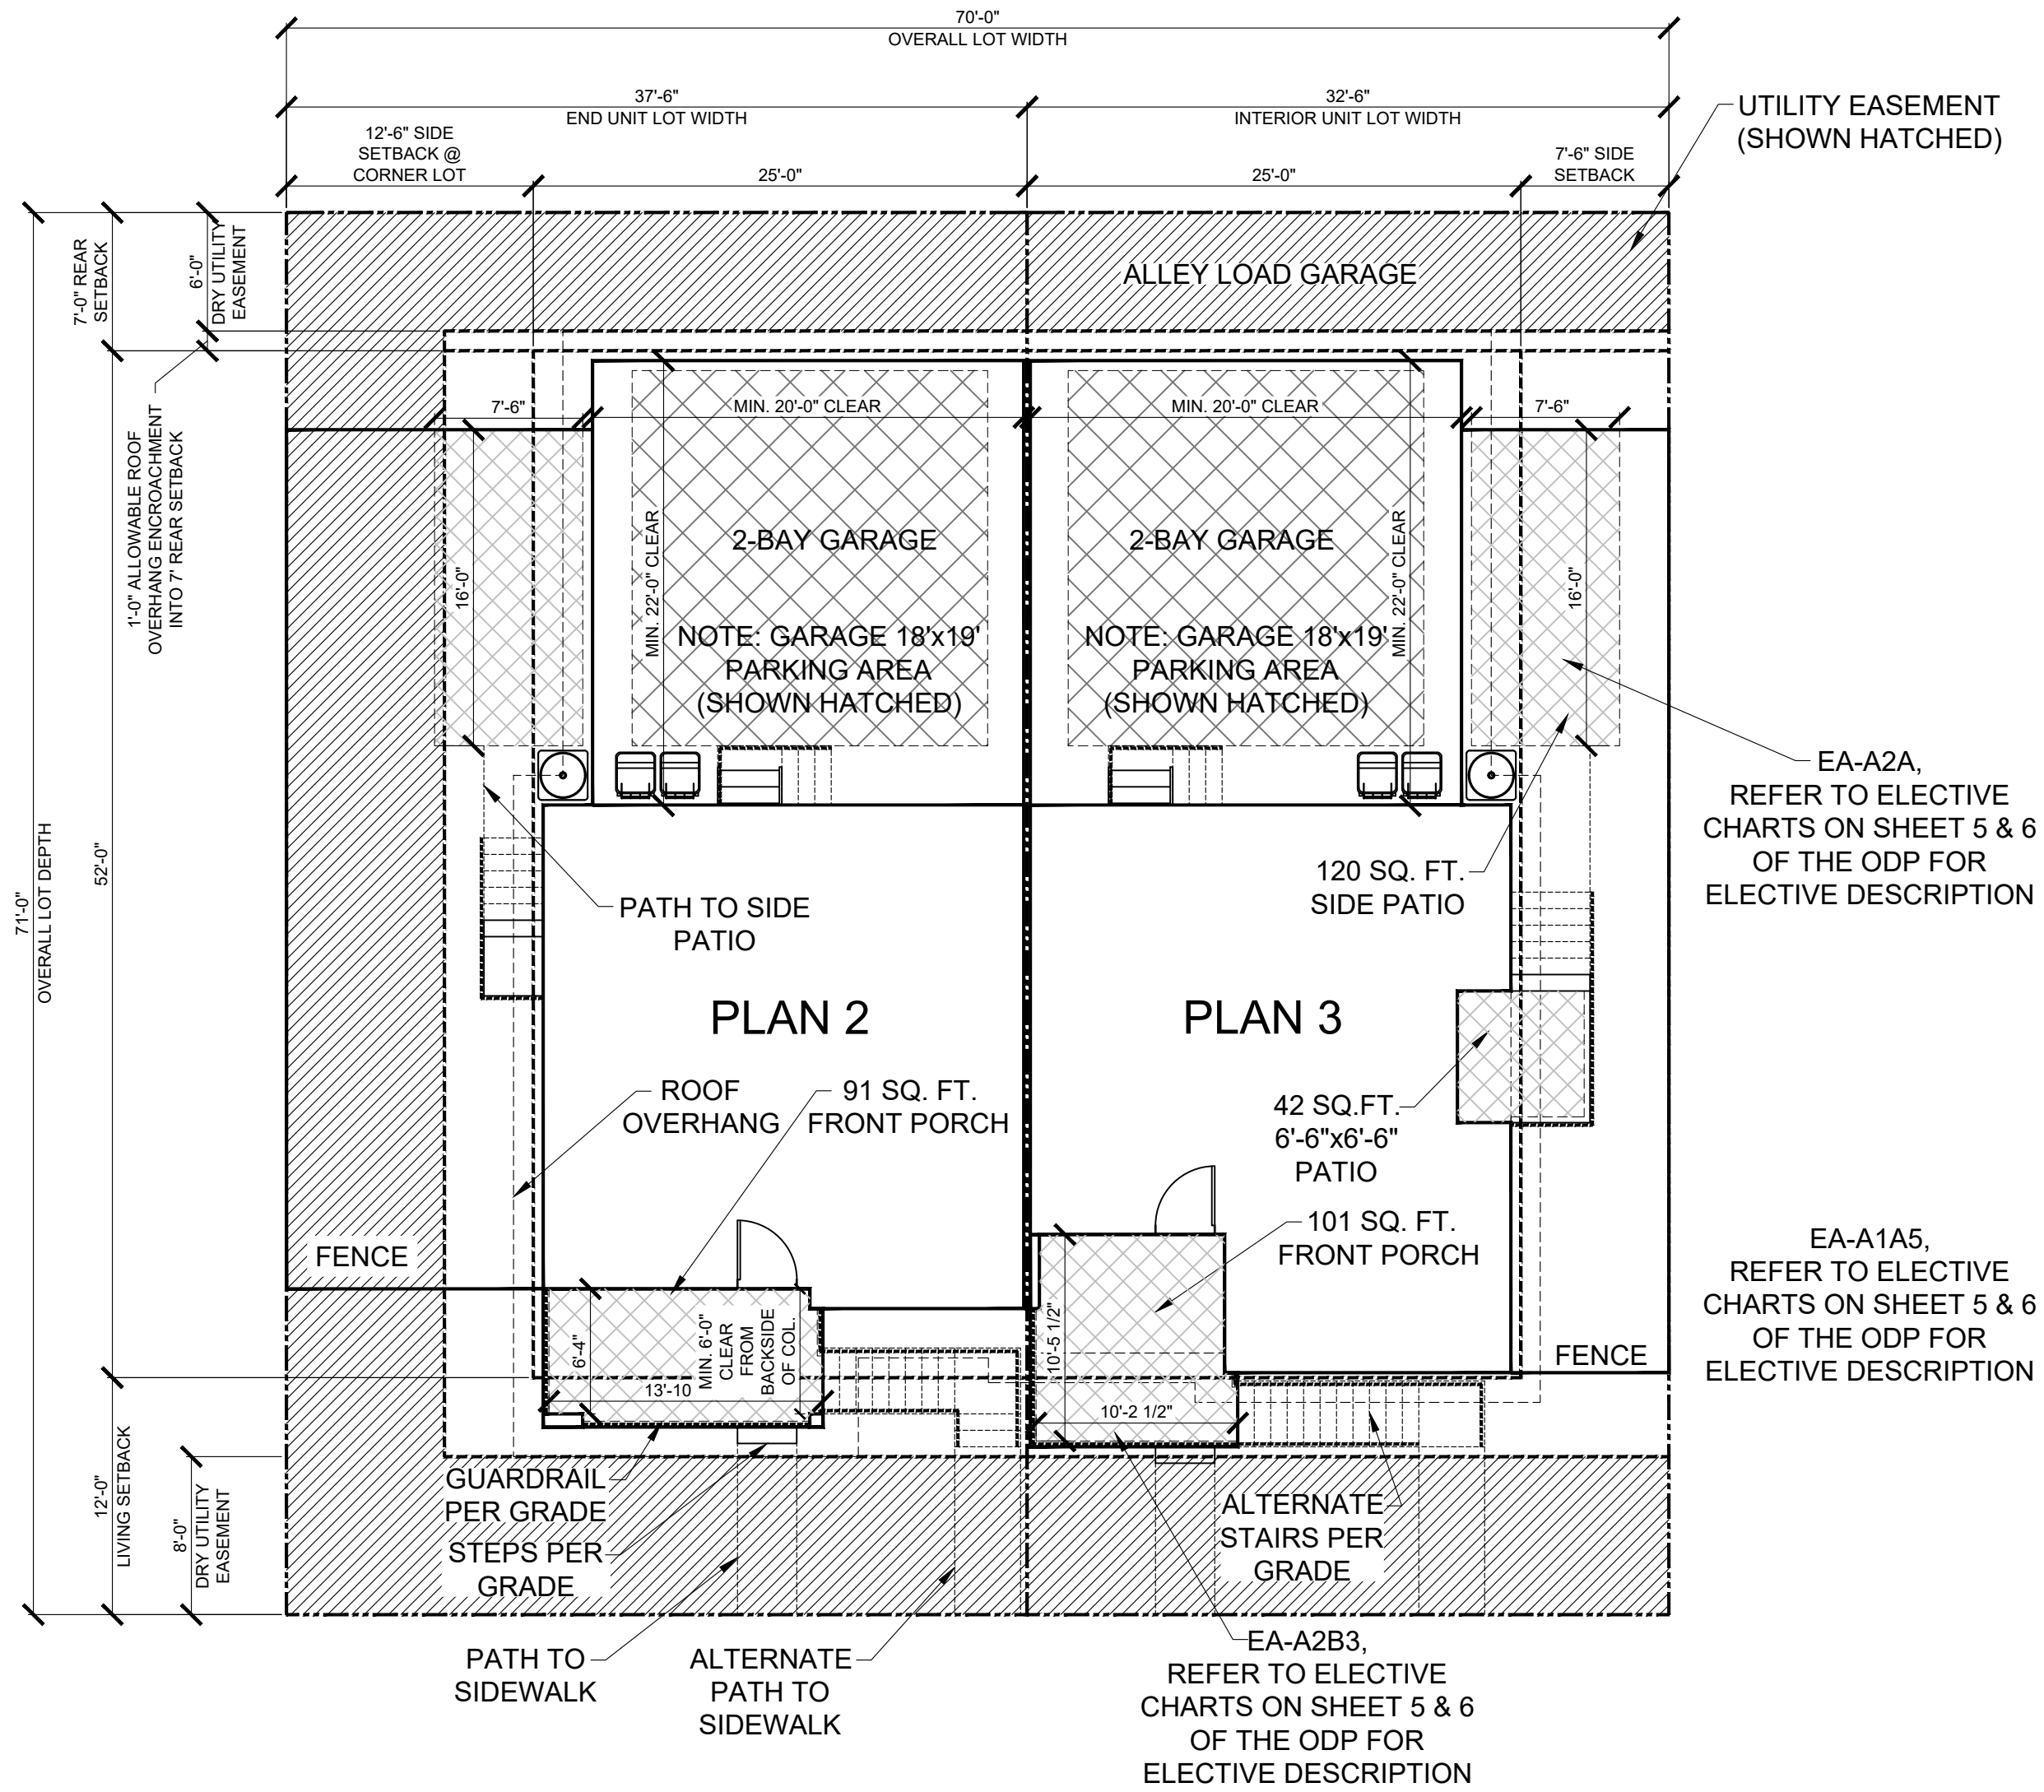 70'-0"
OVERALL LOT WIDTH
37'-6"
END UNIT LOT WIDTH
32'-6"
INTERIOR UNIT LOT WIDTH
UTILITY EASEMENT
(SHOWN HATCHED)
12'-6" SIDE
SETBACK @
CORNER LOT
25'-0"
25'-0"
7'-6" SIDE
SETBACK
7'-0" REAR
SETBACK
6'-0"
DRY UTILITY
EASEMENT
ALLEY LOAD GARAGE
1'-0" ALLOWABLE ROOF
OVERHANG ENCROACHMENT
INTO 7' REAR SETBACK
7'-6"
MIN. 20'-0" CLEAR
MIN. 20'-0" CLEAR
7'-6"
16'-0"
MIN. 22'-0" CLEAR
2-BAY GARAGE
NOTE: GARAGE 18'x19'
PARKING AREA
(SHOWN HATCHED)
2-BAY GARAGE
NOTE: GARAGE 18'x19'
PARKING AREA
(SHOWN HATCHED)
MIN. 22'-0" CLEAR
16'-0"
EA-A2A,
REFER TO ELECTIVE
CHARTS ON SHEET 5 & 6
OF THE ODP FOR
ELECTIVE DESCRIPTION
71'-0"
OVERALL LOT DEPTH
52'-0"
PATH TO SIDE
PATIO
120 SQ. FT.
SIDE PATIO
PLAN 2
PLAN 3
ROOF
OVERHANG
91 SQ. FT.
FRONT PORCH
42 SQ.FT.
6'-6"x6'-6"
PATIO
101 SQ. FT.
FRONT PORCH
EA-A1A5,
REFER TO ELECTIVE
CHARTS ON SHEET 5 & 6
OF THE ODP FOR
ELECTIVE DESCRIPTION
FENCE
6'-4"
13'-10
MIN. 6'-0"
CLEAR
FROM
BACKSIDE
OF COL.
10'-5 1/2"
10'-2 1/2"
FENCE
12'-0"
LIVING SETBACK
8'-0"
DRY UTILITY
EASEMENT
GUARDRAIL
PER GRADE
STEPS PER
GRADE
ALTERNATE
STAIRS PER
GRADE
PATH TO
SIDEWALK
ALTERNATE
PATH TO
SIDEWALK
EA-A2B3,
REFER TO ELECTIVE
CHARTS ON SHEET 5 & 6
OF THE ODP FOR
ELECTIVE DESCRIPTION